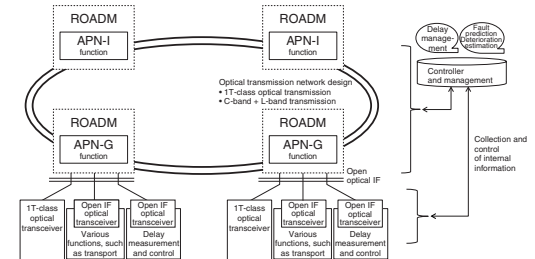 ROADM
APN-I
function
ROADM
APN-I
function
Delay
manage-
ment
Fault
prediction
Deterioration
estimation
Controller
and management
Optical transmission network design
• 1T-class optical transmission
• C-band + L-band transmission
ROADM
APN-G
function
ROADM
APN-G
function
Open
optical IF
Collection and
control
of internal
information
1T-class
optical
transceiver
Open IF
optical
transceiver
Various
functions, such
as transport
Open IF
optical
transceiver
Delay
measurement
and control
1T-class
optical
transceiver
Open IF
optical
transceiver
Various
functions, such
as transport
Open IF
optical
transceiver
Delay
measurement
and control